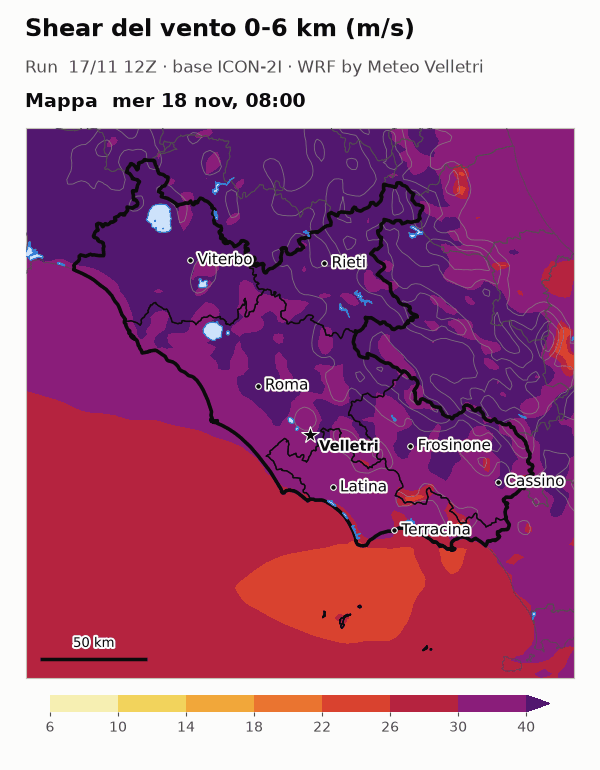 Shear del vento 0-6 km (m/s)
Run  17/11 12Z · base ICON-2I · WRF by Meteo Velletri
Mappa  mer 18 nov, 08:00
Viterbo
Rieti
Roma
Velletri
Frosinone
Cassino
Latina
Terracina
50 km
6 10 14 18 22 26 30 40